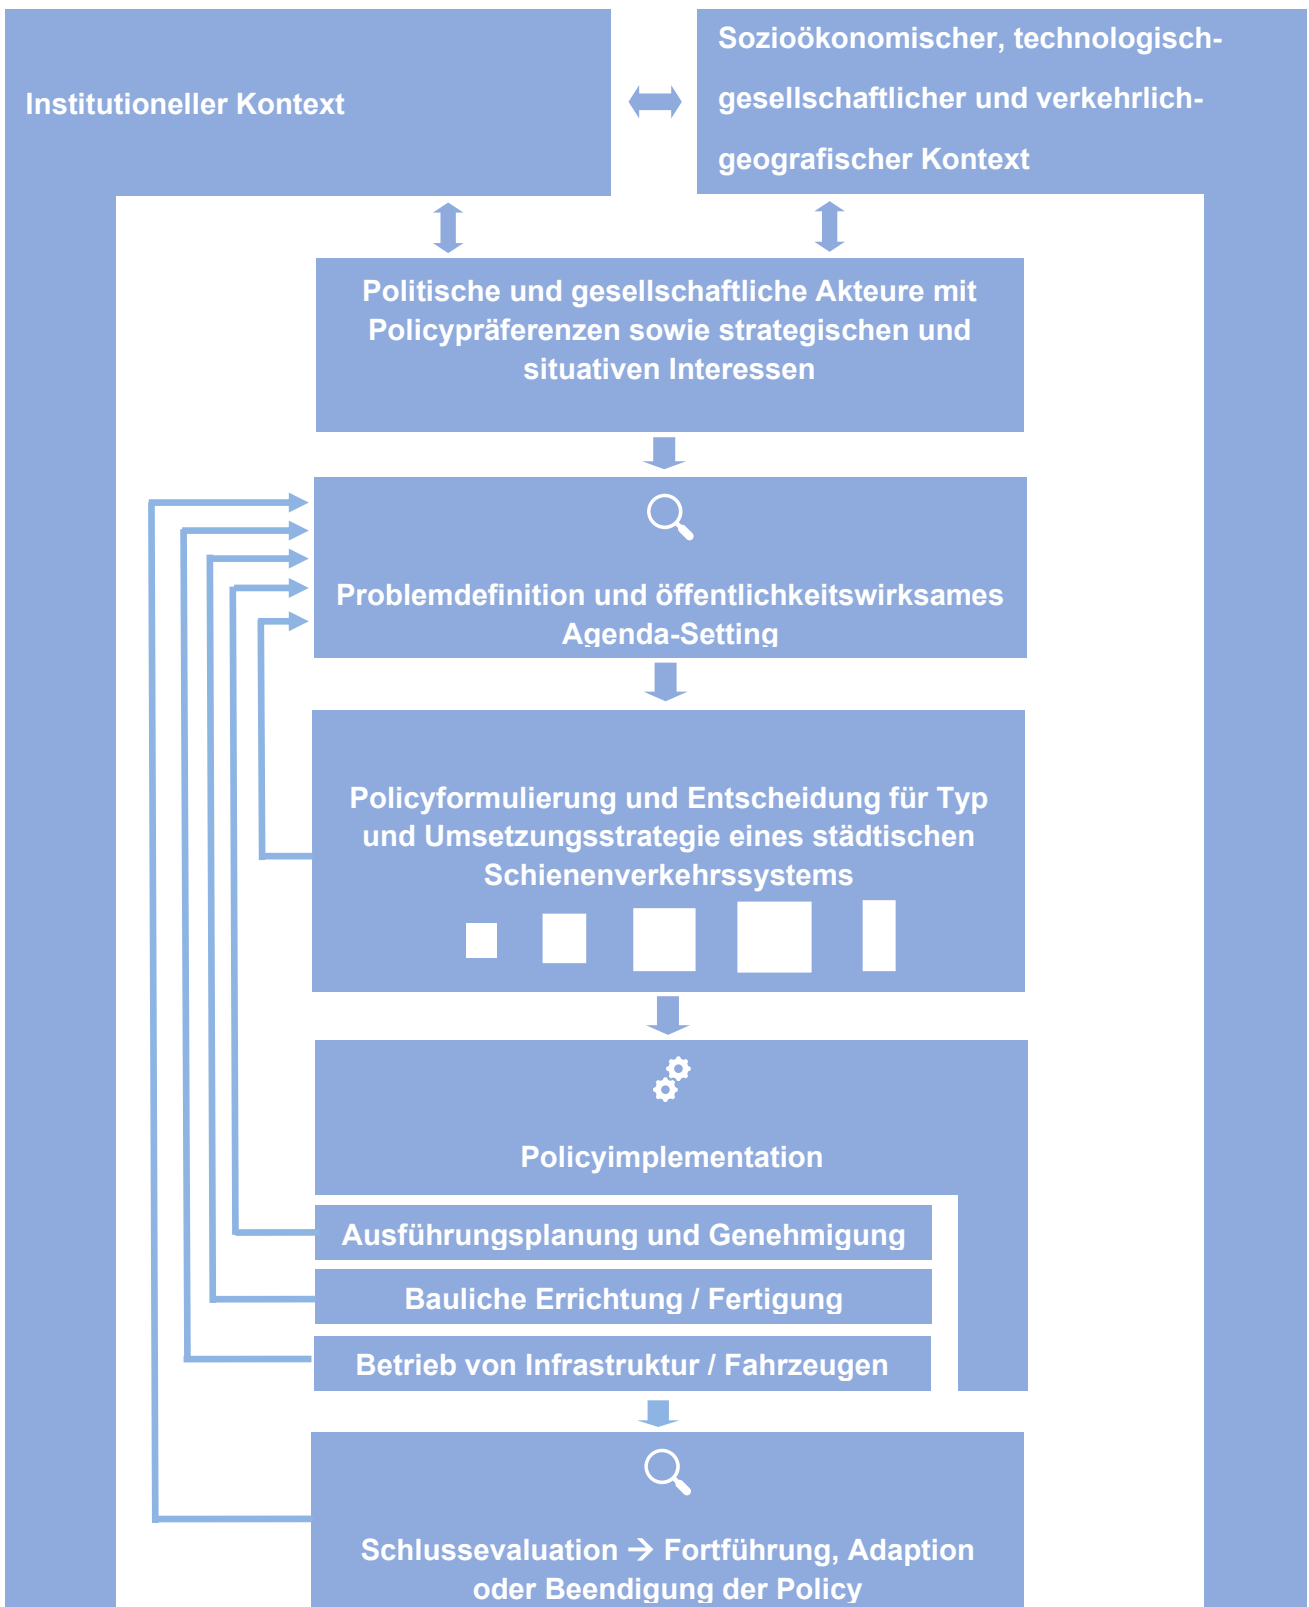 Institutioneller Kontext
Sozioökonomischer, technologisch-
gesellschaftlicher und verkehrlich-
geografischer Kontext
Politische und gesellschaftliche Akteure mit
Policypräferenzen sowie strategischen und
situativen Interessen
Problemdefinition und öffentlichkeitswirksames
Agenda-Setting
Policyformulierung und Entscheidung für Typ
und Umsetzungsstrategie eines städtischen
Schienenverkehrssystems
Policyimplementation
Ausführungsplanung und Genehmigung
Bauliche Errichtung / Fertigung
Betrieb von Infrastruktur / Fahrzeugen
Schlussevaluation → Fortführung, Adaption
oder Beendigung der Policy